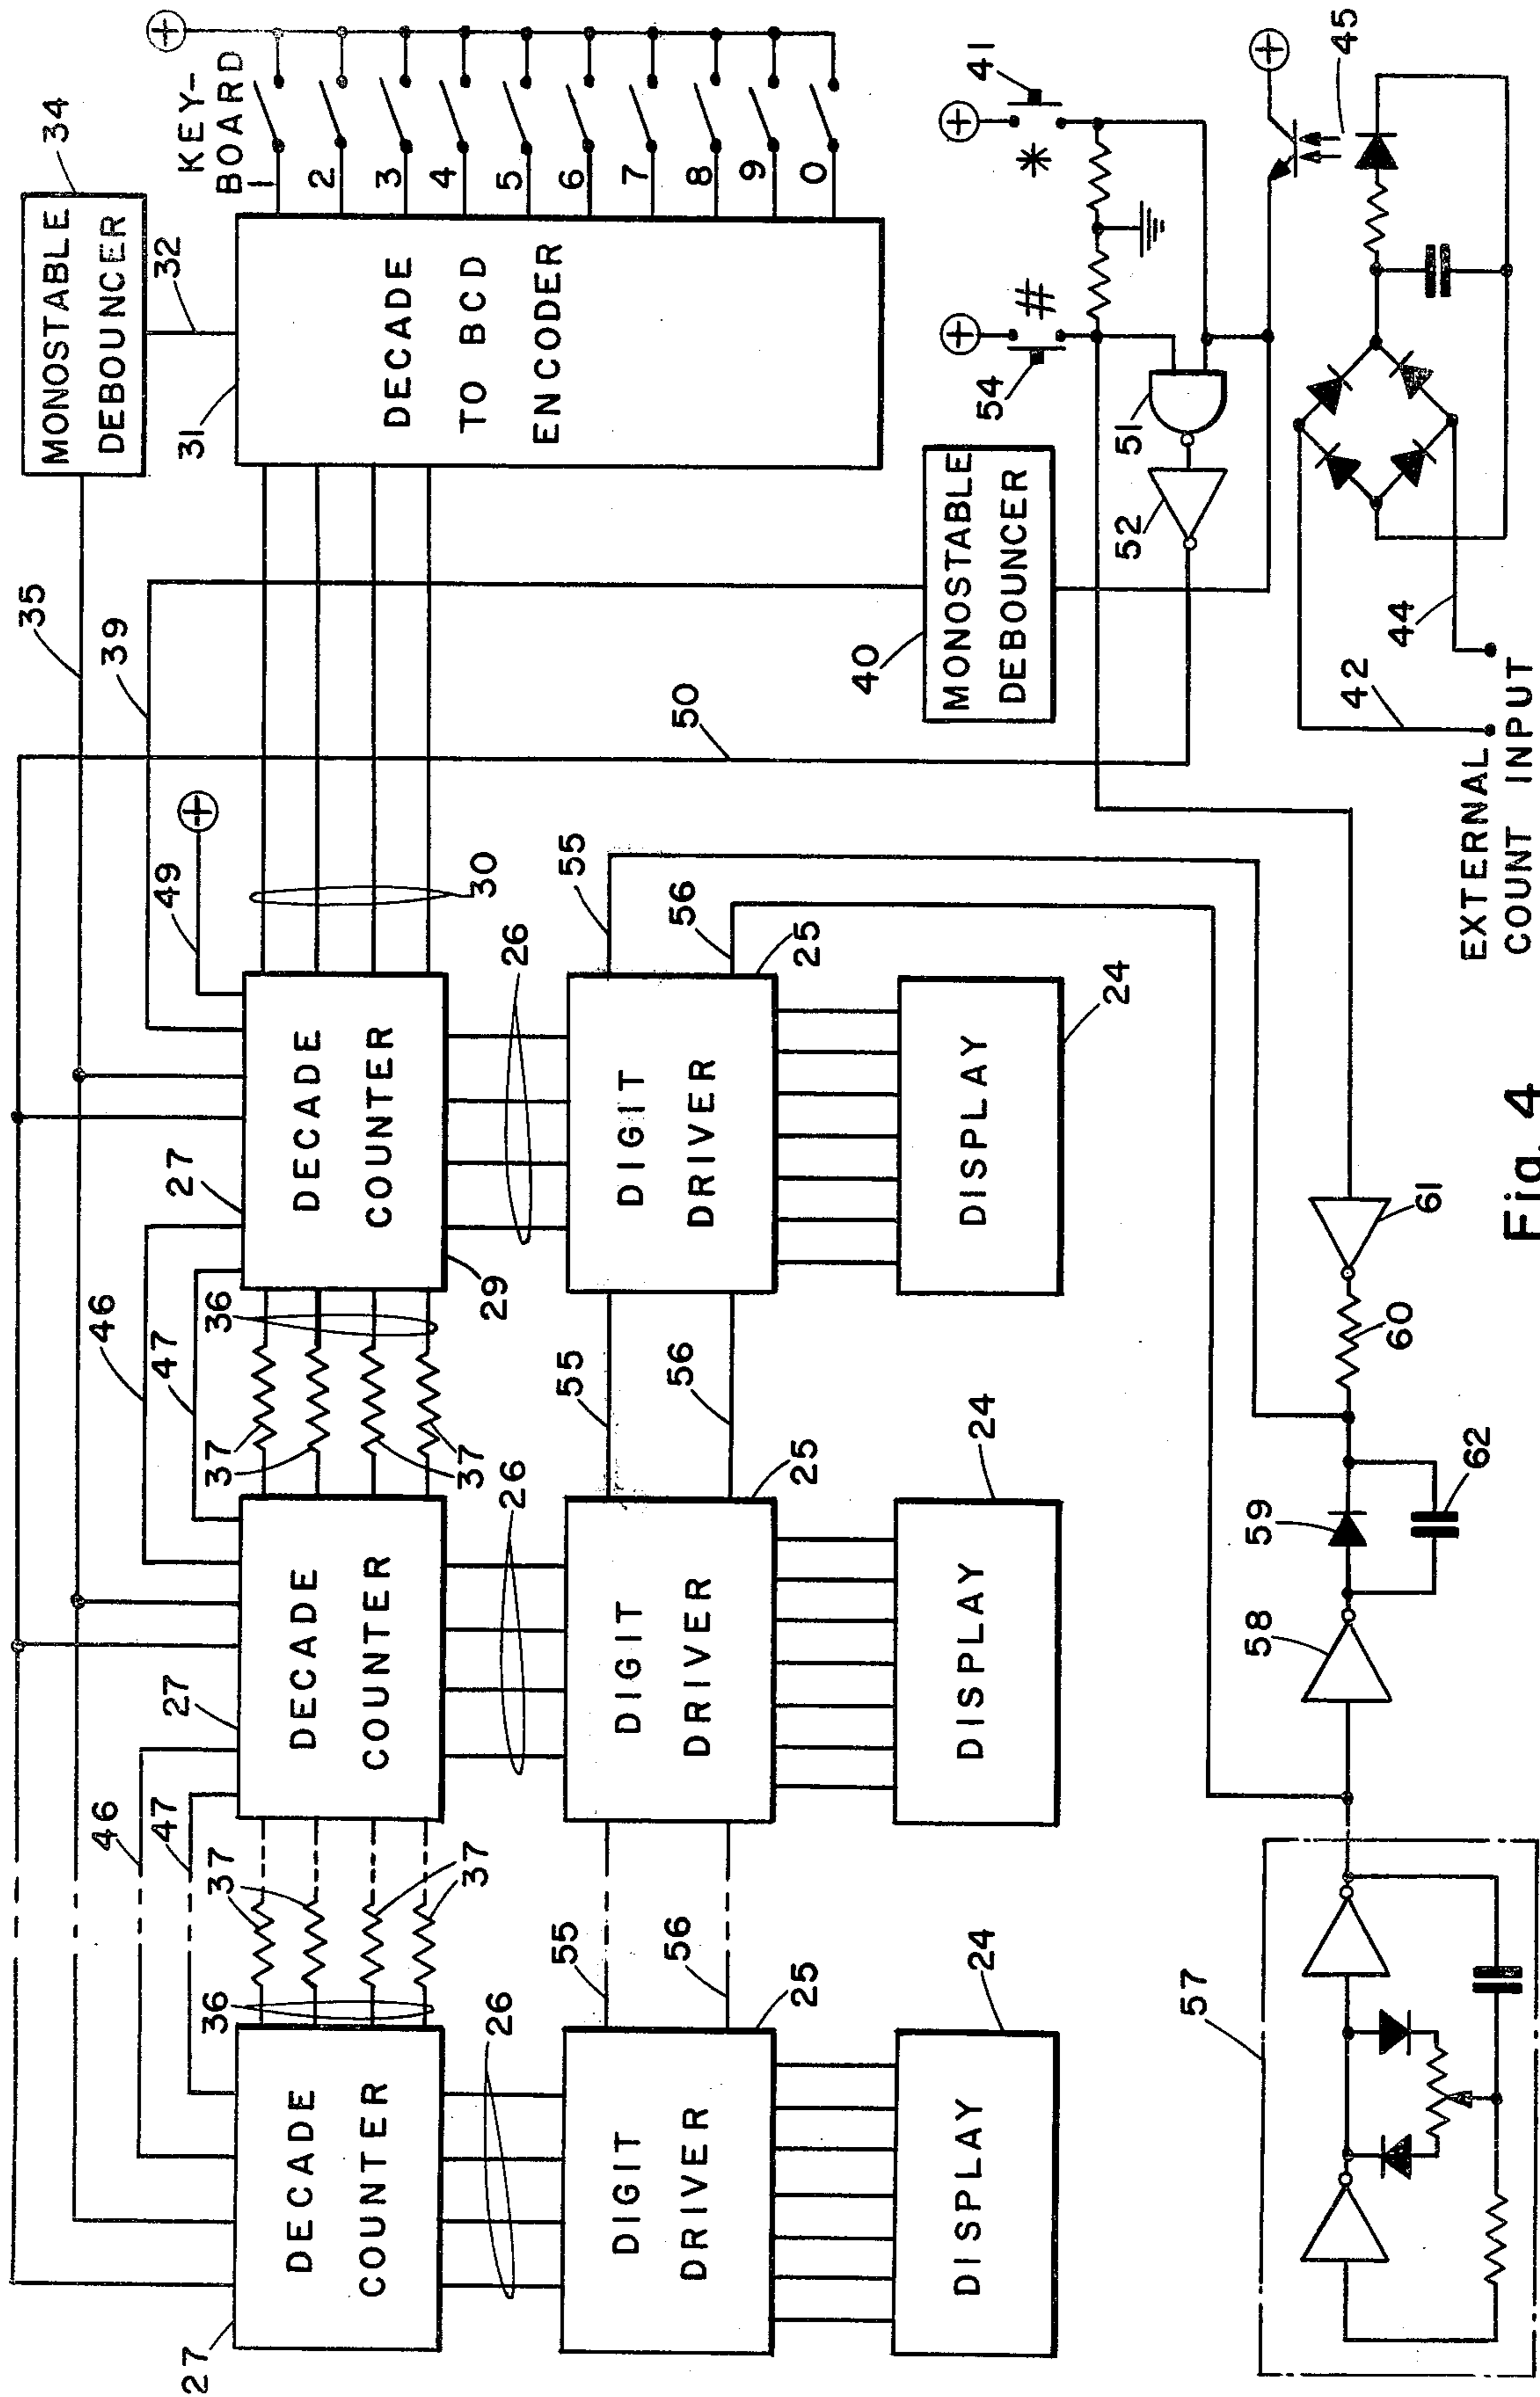 34
MONOSTABLE
DEBOUNCER
KEY-
BOARD
32
35
31
DECADE
TO BCD
ENCODER
1
2
3
4
5
6
7
8
9
0
39
49
30
46
47
27
DECADE
COUNTER
29
36
37
37
26
55
56
25
DIGIT
DRIVER
DISPLAY
24
46
47
27
DECADE
COUNTER
37
37
36
26
55
56
25
DIGIT
DRIVER
DISPLAY
24
27
DECADE
COUNTER
26
55
56
25
DIGIT
DRIVER
DISPLAY
24
50
40
MONOSTABLE
DEBOUNCER
54
#
*
41
51
52
45
42
44
EXTERNAL
COUNT INPUT
57
58
59
62
60
61
Fig. 4